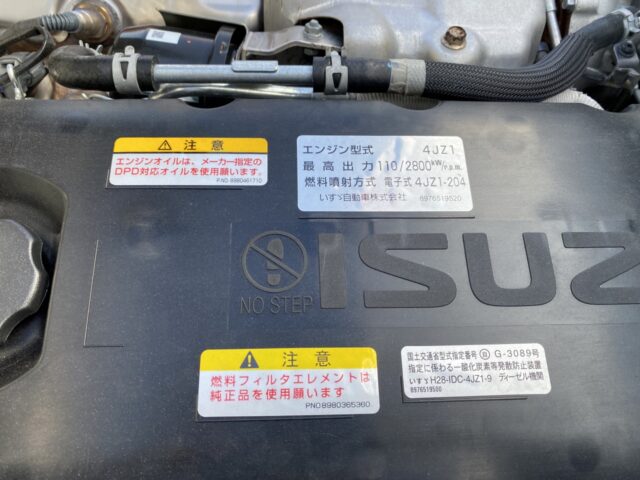 ⚠ 注意
エンジンオイルは、メーカー指定の
DPD対応オイルを使用願います。
P.NO 8980461710
エンジン型式 4JZ1
最高出力 110/2800kW/r.p.m.
燃料噴射方式 電子式 4JZ1-204
いすゞ自動車株式会社 8976519520
NO STEP
ISUZ
⚠ 注意
燃料フィルタエレメントは
純正品を使用願います
P.NO 8980365360
国土交通省型式指定番号 Ⓑ G-3089号
指定に係わる一酸化炭素等発散防止装置
いすゞH28-IDC-4JZ1-9 ディーゼル機関
8976519500